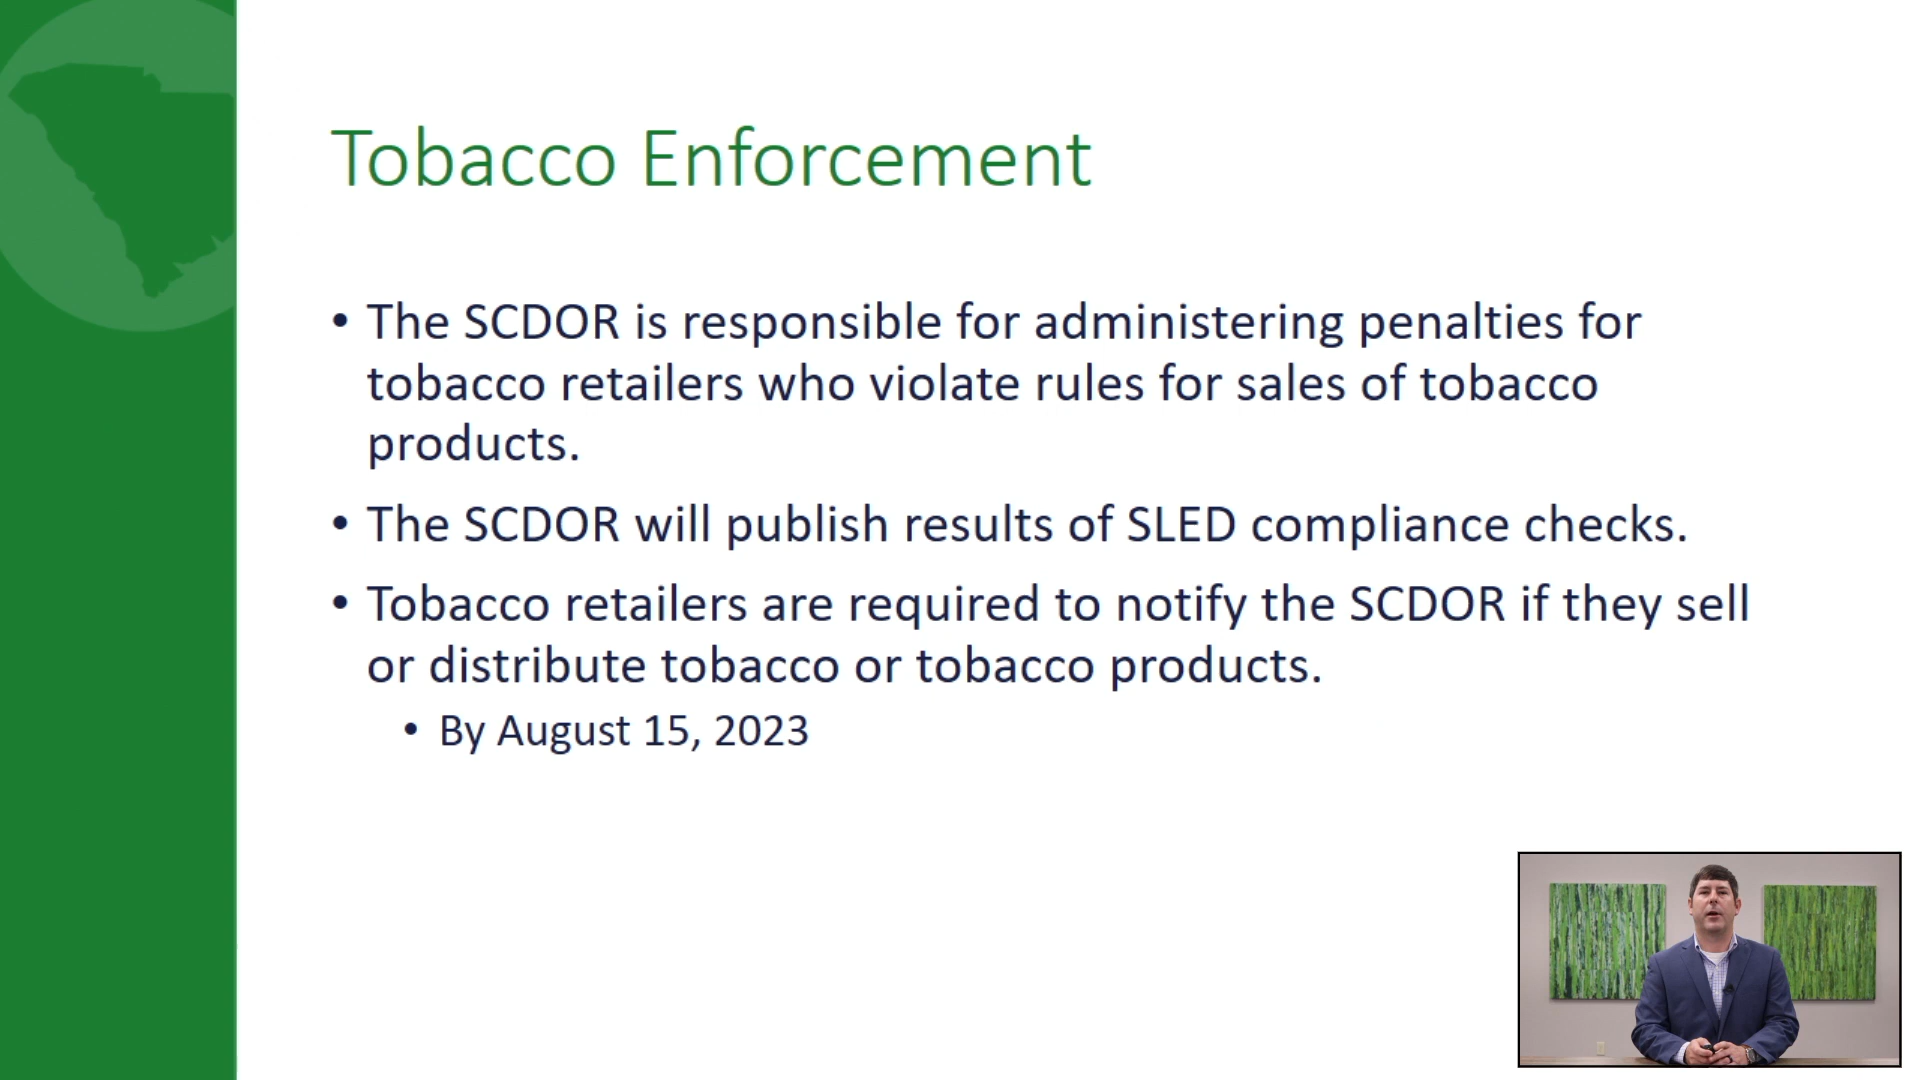 Tobacco Enforcement
• The SCDOR is responsible for administering penalties for
tobacco retailers who violate rules for sales of tobacco
products.
• The SCDOR will publish results of SLED compliance checks.
• Tobacco retailers are required to notify the SCDOR if they sell
or distribute tobacco or tobacco products.
• By August 15, 2023